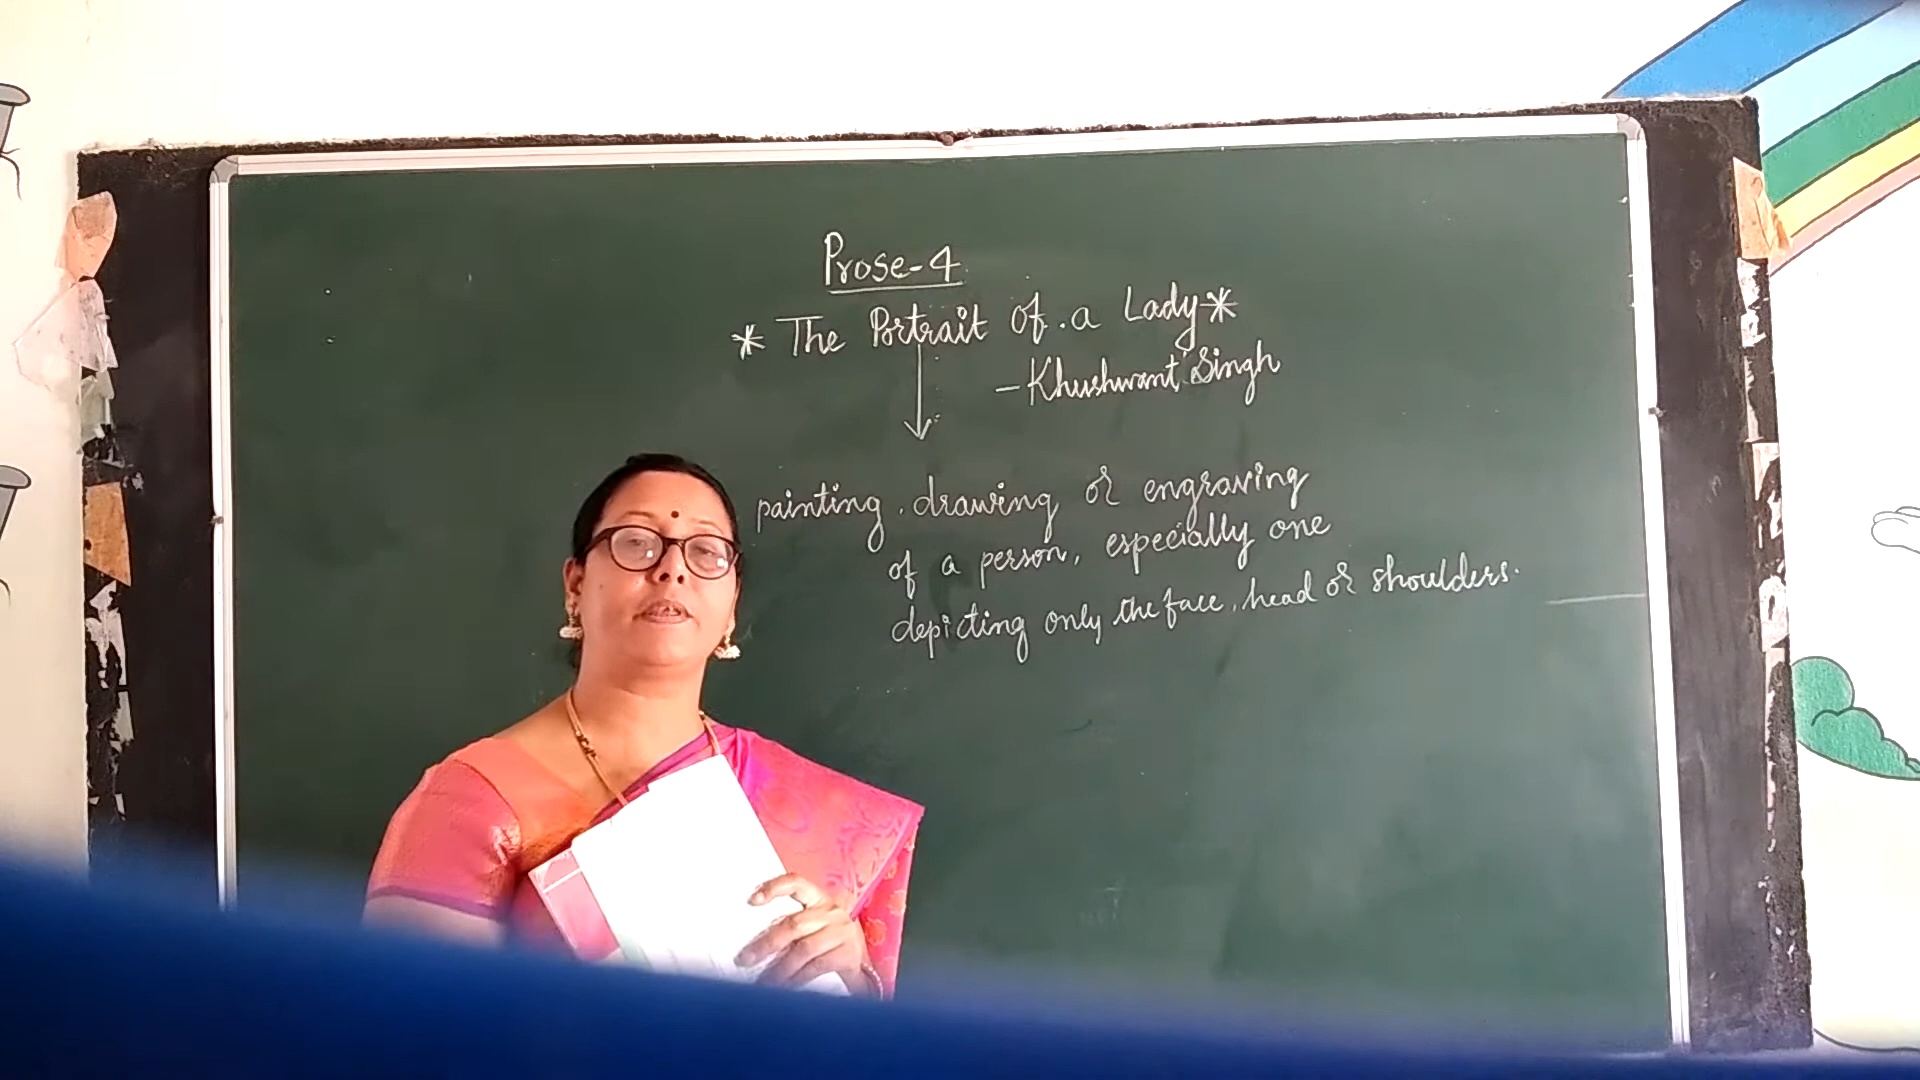 Prose-4
* The Portrait of a Lady *
- Khushwant Singh
painting, drawing or engraving
of a person, especially one
depicting only the face, head or shoulders.